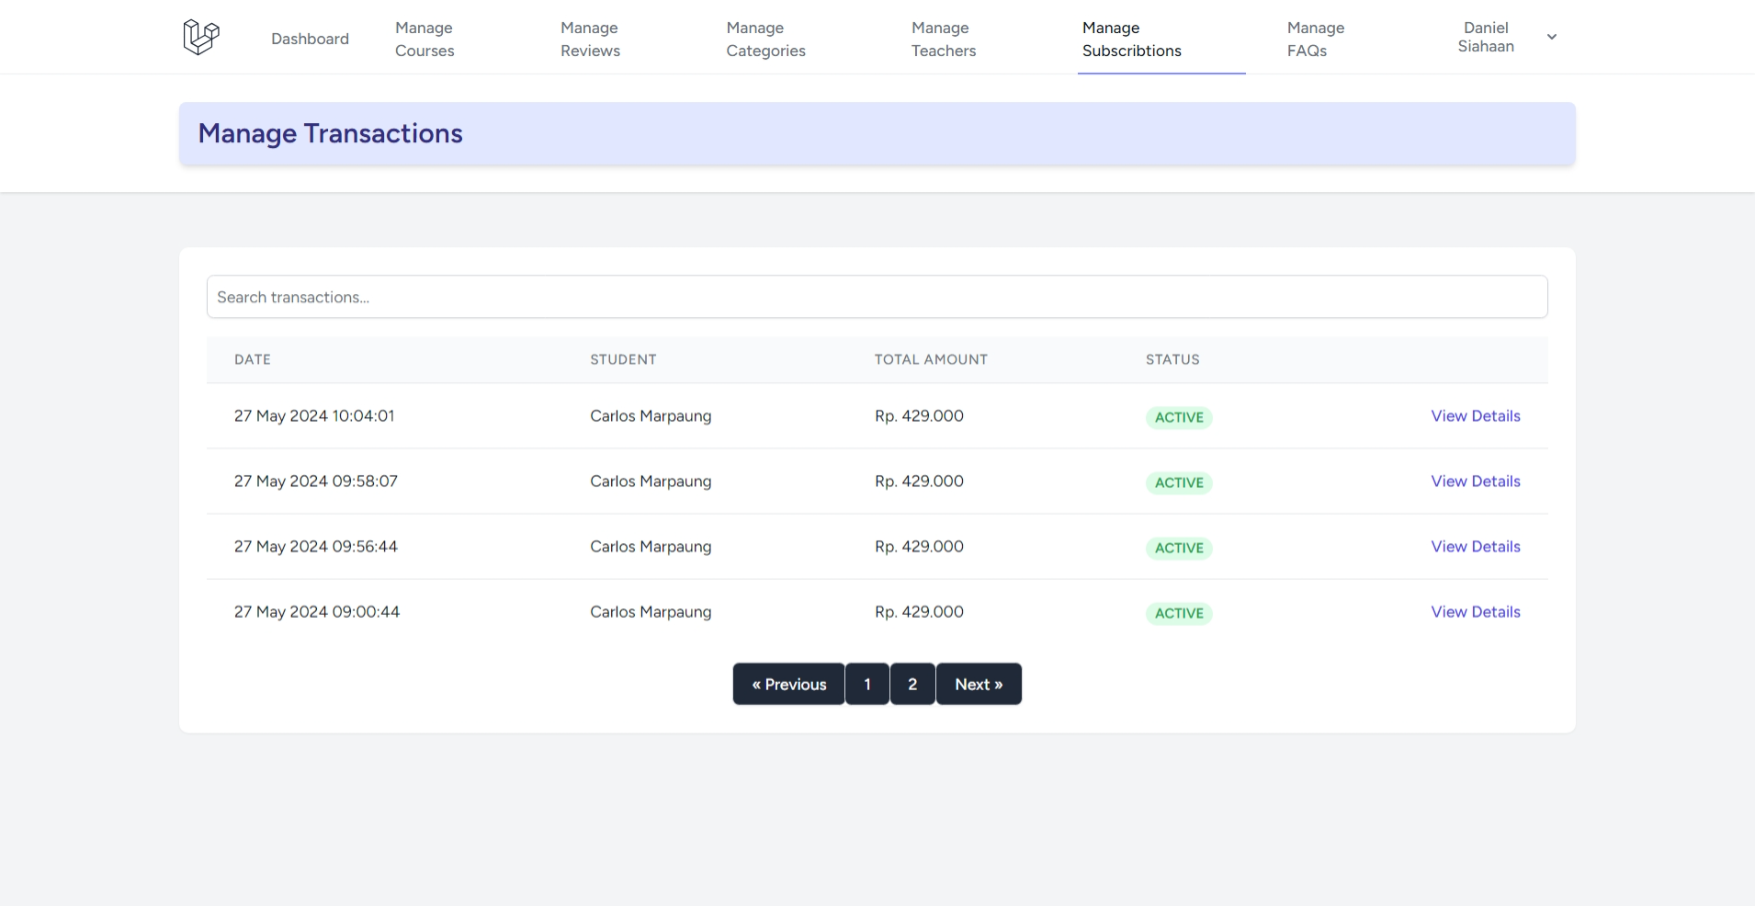 Dashboard
Manage
Courses
Manage
Reviews
Manage
Categories
Manage
Teachers
Manage
Subscribtions
Manage
FAQs
Daniel
Siahaan
Manage Transactions
Search transactions...
DATE STUDENT TOTAL AMOUNT STATUS
27 May 2024 10:04:01 Carlos Marpaung Rp. 429.000 ACTIVE View Details
27 May 2024 09:58:07 Carlos Marpaung Rp. 429.000 ACTIVE View Details
27 May 2024 09:56:44 Carlos Marpaung Rp. 429.000 ACTIVE View Details
27 May 2024 09:00:44 Carlos Marpaung Rp. 429.000 ACTIVE View Details
« Previous 1 2 Next »